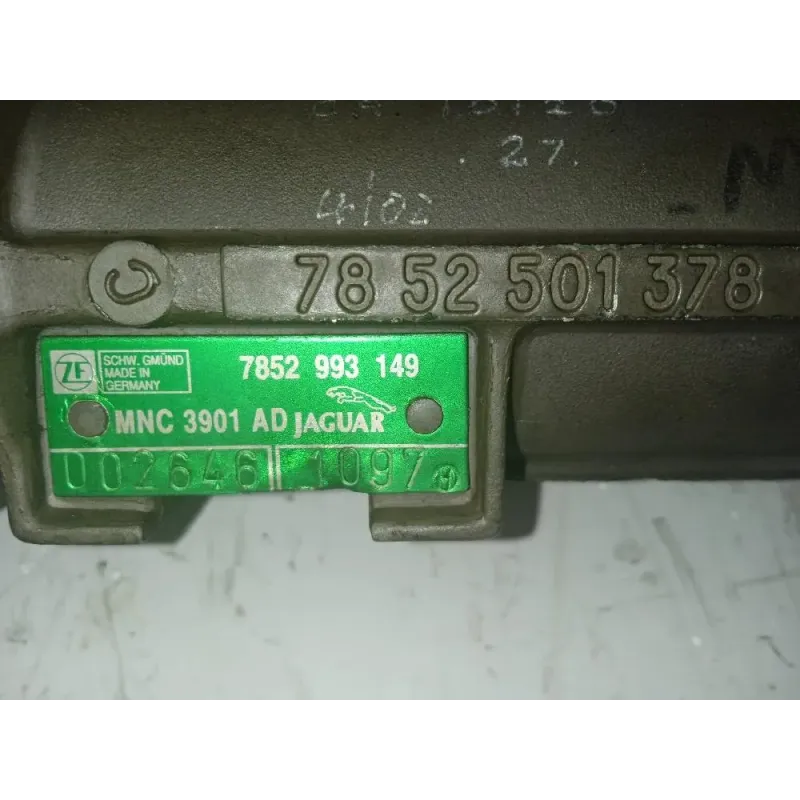 .27.
4/02
C 78 52 501 378
ZF SCHW. GMÜND
MADE IN
GERMANY
7852 993 149
MNC 3901 AD JAGUAR
002646 1097